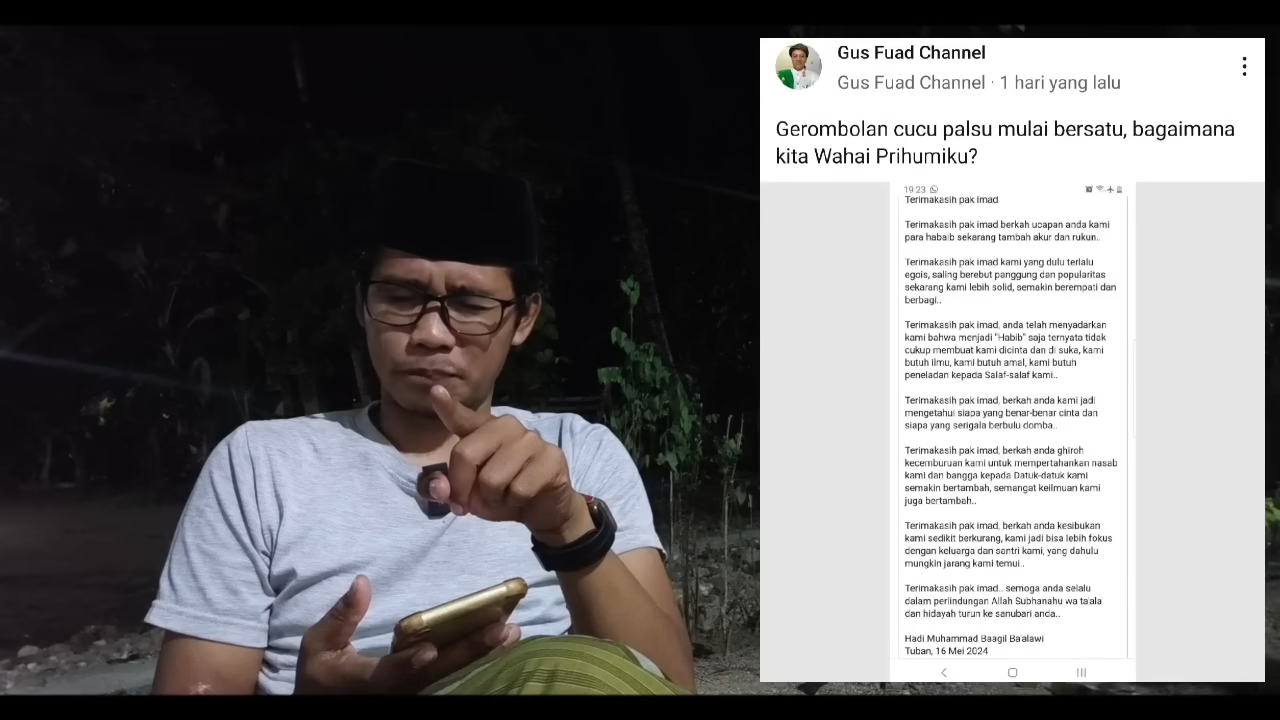 Gus Fuad Channel
Gus Fuad Channel · 1 hari yang lalu
Gerombolan cucu palsu mulai bersatu, bagaimana
kita Wahai Prihumiku?
19.23
Terimakasih pak imad
Terimakasih pak imad berkah ucapan anda kami
para habaib sekarang tambah akur dan rukun..
Terimakasih pak imad kami yang dulu terlalu
egois, saling berebut panggung dan popularitas
sekarang kami lebih solid, semakin berempati dan
berbagi..
Terimakasih pak imad, anda telah menyadarkan
kami bahwa menjadi "Habib" saja ternyata tidak
cukup membuat kami dicinta dan di suka, kami
butuh ilmu, kami butuh amal, kami butuh
peneladan kepada Salaf-salaf kami..
Terimakasih pak imad, berkah anda kami jadi
mengetahui siapa yang benar-benar cinta dan
siapa yang serigala berbulu domba..
Terimakasih pak imad, berkah anda ghiroh
kecemburuan kami untuk mempertahankan nasab
kami dan bangga kepada Datuk-datuk kami
semakin bertambah, semangat keilmuan kami
juga bertambah..
Terimakasih pak imad, berkah anda kesibukan
kami sedikit berkurang, kami jadi bisa lebih fokus
dengan keluarga dan santri kami, yang dahulu
mungkin jarang kami temui..
Terimakasih pak imad.. semoga anda selalu
dalam perlindungan Allah Subhanahu wa ta'ala
dan hidayah turun ke sanubari anda..
Hadi Muhammad Baagil Ba'alawi
Tuban, 16 Mei 2024